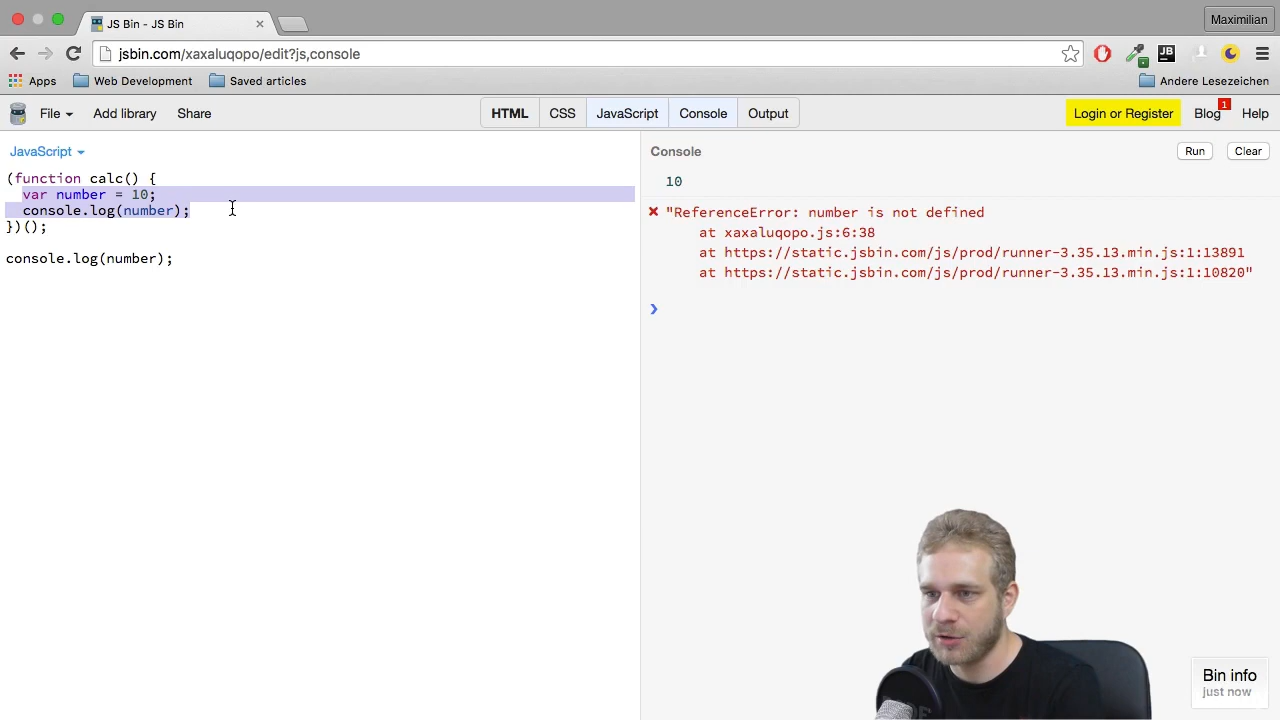 JS Bin - JS Bin
Maximilian
jsbin.com/xaxaluqopo/edit?js,console
JB
Apps
Web Development
Saved articles
Andere Lesezeichen
File
Add library
Share
HTML
CSS
JavaScript
Console
Output
Login or Register
Blog
1
Help
JavaScript
(function calc() {
var number = 10;
console.log(number);
})();
console.log(number);
Console
Run
Clear
10
"ReferenceError: number is not defined
at xaxaluqopo.js:6:38
at https://static.jsbin.com/js/prod/runner-3.35.13.min.js:1:13891
at https://static.jsbin.com/js/prod/runner-3.35.13.min.js:1:10820"
Bin info
just now